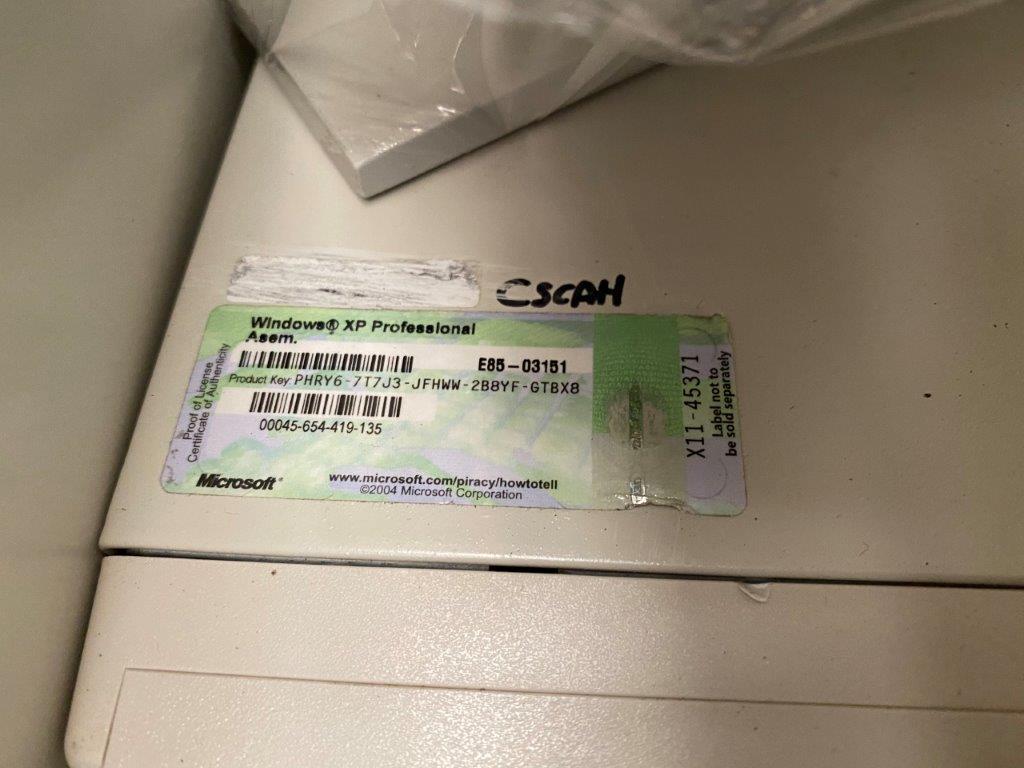 CSCAH
Windows® XP Professional
Asem.
E85-03151
Product Key: PHRY6-7T7J3-JFHWW-2B8YF-GTBX8
00045-654-419-135
Proof of License
Certificate of Authenticity
Microsoft®
www.microsoft.com/piracy/howtotell
©2004 Microsoft Corporation
X11-45371
Label not to
be sold separately